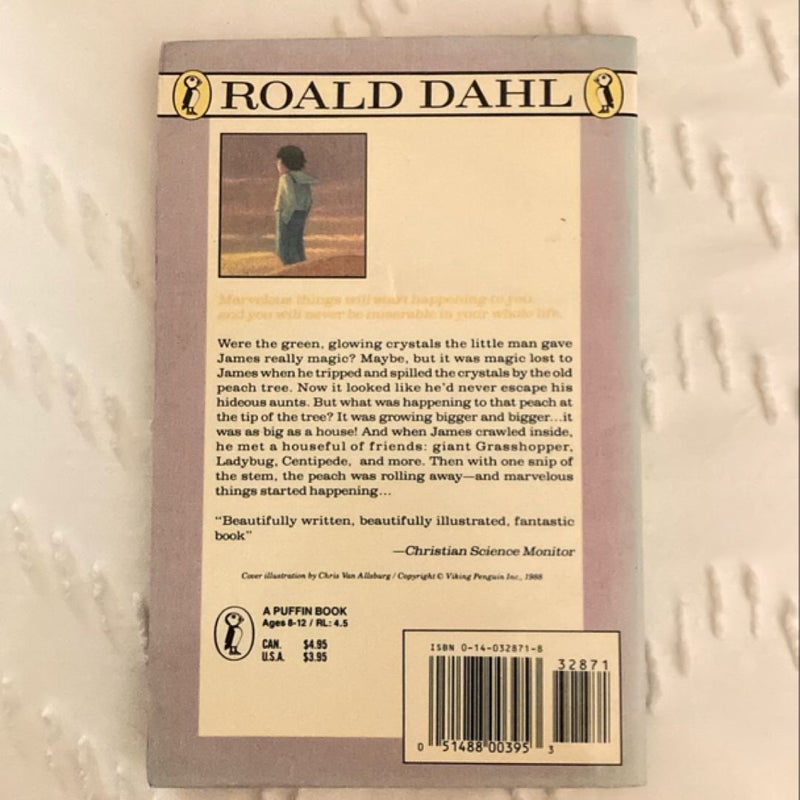 ROALD DAHL
Marvelous things will start happening to you,
and you will never be miserable in your whole life.
Were the green, glowing crystals the little man gave
James really magic? Maybe, but it was magic lost to
James when he tripped and spilled the crystals by the old
peach tree. Now it looked like he'd never escape his
hideous aunts. But what was happening to that peach at
the tip of the tree? It was growing bigger and bigger...it
was as big as a house! And when James crawled inside,
he met a houseful of friends: giant Grasshopper,
Ladybug, Centipede, and more. Then with one snip of
the stem, the peach was rolling away—and marvelous
things started happening...
"Beautifully written, beautifully illustrated, fantastic
book"
—Christian Science Monitor
Cover illustration by Chris Van Allsburg / Copyright © Viking Penguin Inc., 1988
A PUFFIN BOOK
Ages 8-12 / RL: 4.5
CAN. $4.95
U.S.A. $3.95
ISBN 0-14-032871-8
32871
0 51488 00395 3